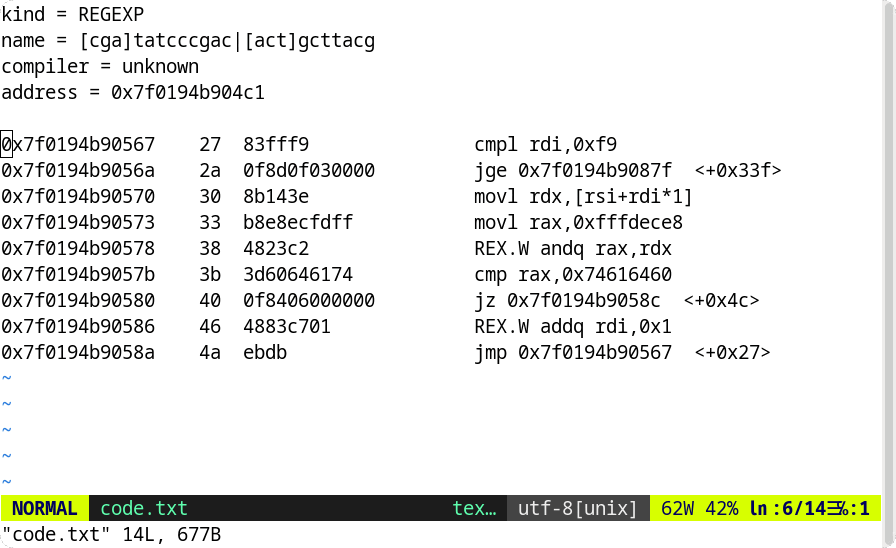 kind = REGEXP
name = [cga]tatcccgac|[act]gcttacg
compiler = unknown
address = 0x7f0194b904c1
0x7f0194b90567    27  83fff9               cmpl rdi,0xf9
0x7f0194b9056a    2a  0f8d0f030000         jge 0x7f0194b9087f  <+0x33f>
0x7f0194b90570    30  8b143e               movl rdx,[rsi+rdi*1]
0x7f0194b90573    33  b8e8ecfdff           movl rax,0xfffdece8
0x7f0194b90578    38  4823c2               REX.W andq rax,rdx
0x7f0194b9057b    3b  3d60646174           cmp rax,0x74616460
0x7f0194b90580    40  0f8406000000         jz 0x7f0194b9058c  <+0x4c>
0x7f0194b90586    46  4883c701             REX.W addq rdi,0x1
0x7f0194b9058a    4a  ebdb                 jmp 0x7f0194b90567  <+0x27>
~
~
~
~
~
NORMAL code.txt tex… utf-8[unix] 62W 42% ln:6/14☰℅:1
"code.txt" 14L, 677B